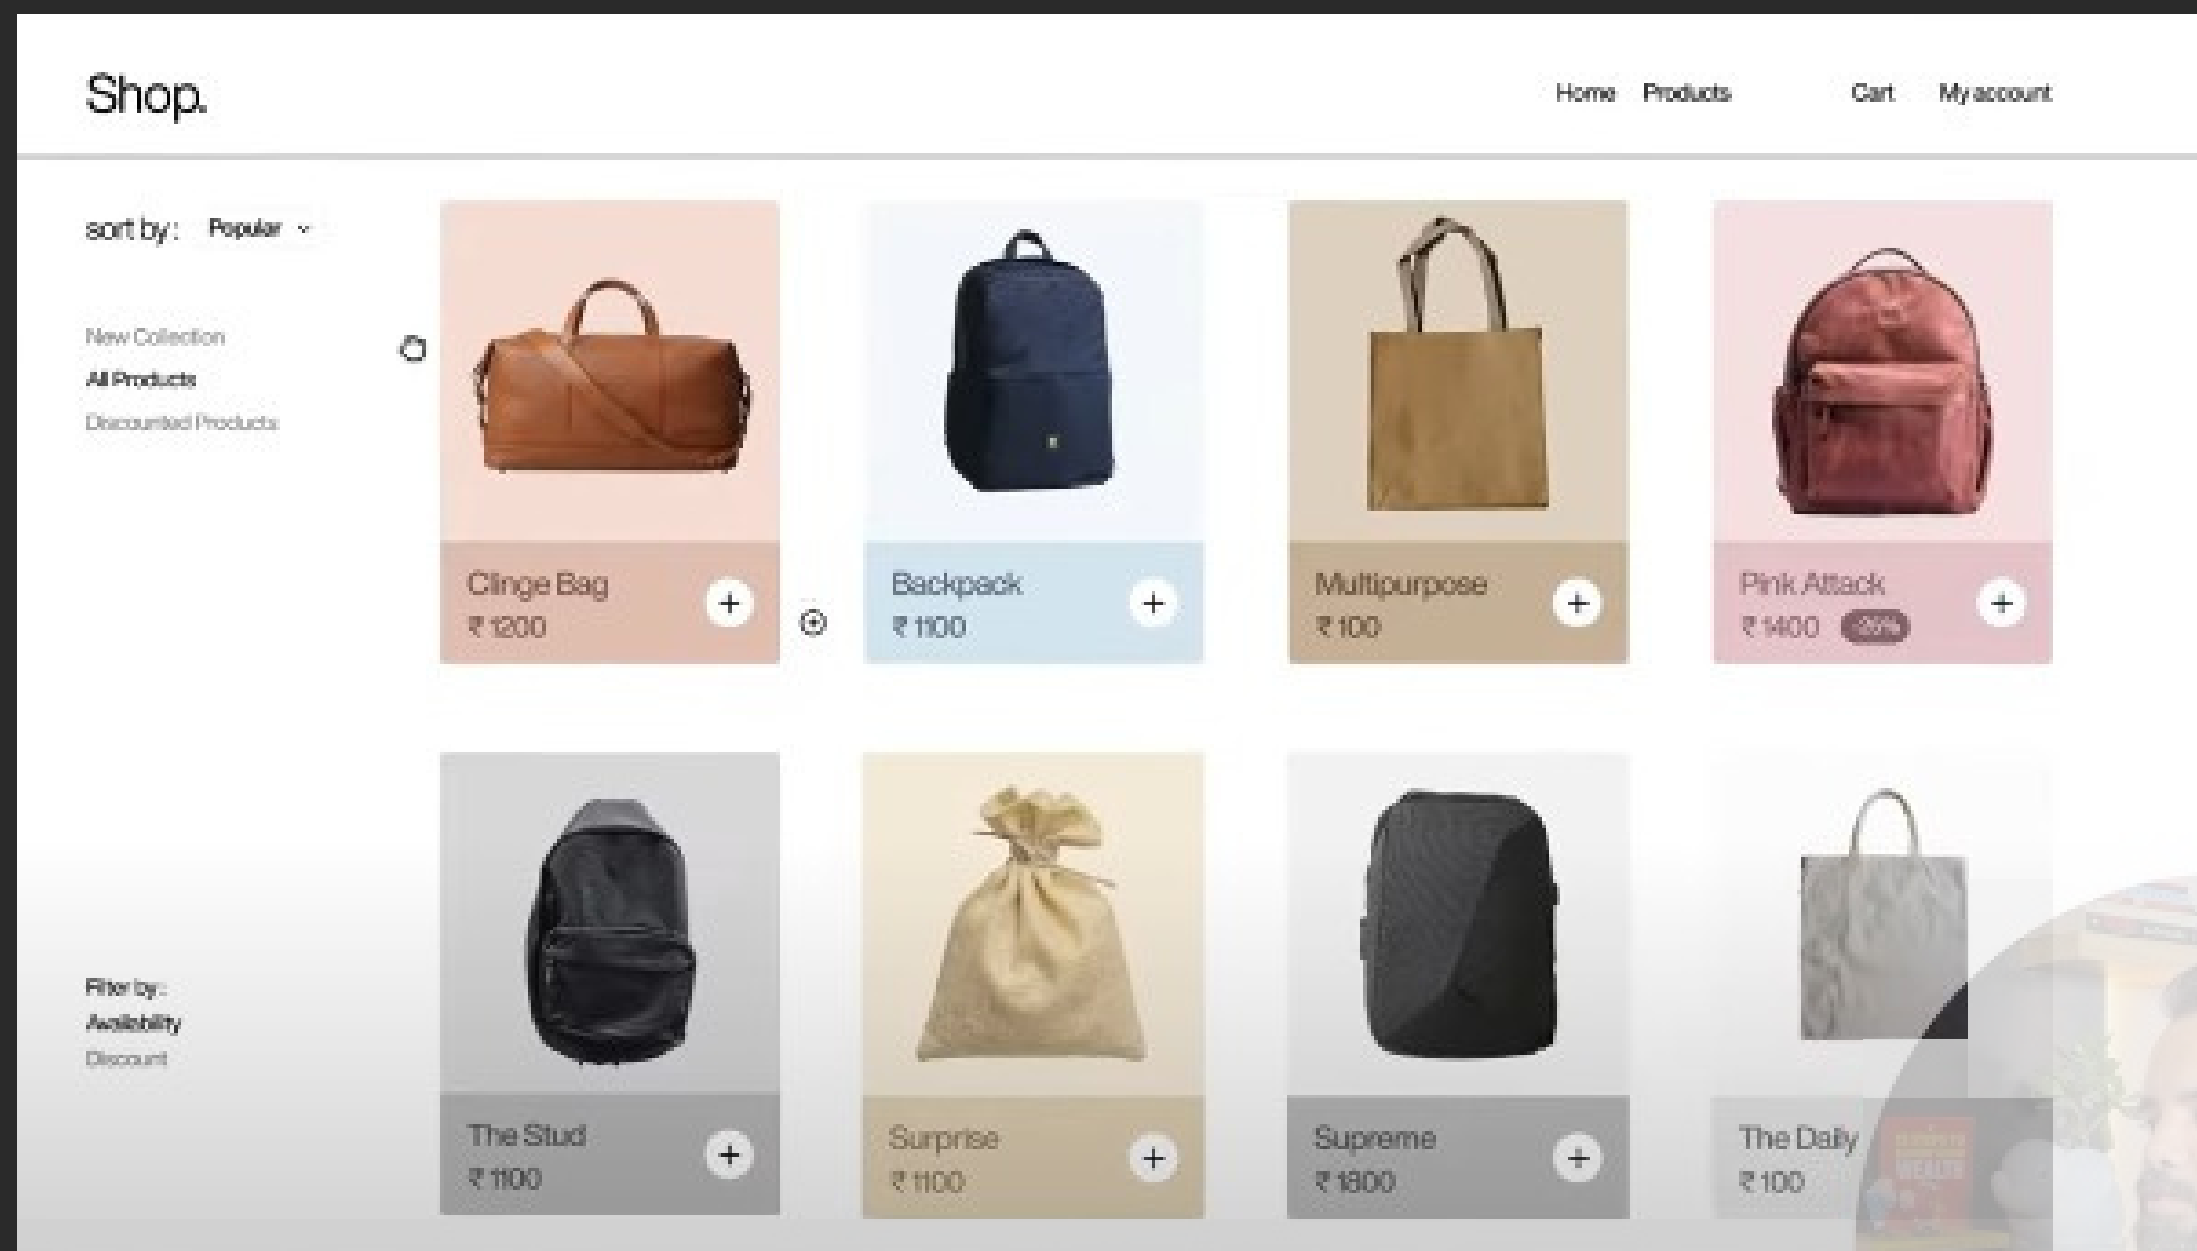 Shop.
Home Products Cart My account
sort by : Popular
New Collection
All Products
Discounted Products
Clinge Bag
₹ 1200
Backpack
₹ 1100
Multipurpose
₹ 100
Pink Attack
₹ 1400
Filter by :
Availability
Discount
The Stud
₹ 1100
Surprise
₹ 1100
Supreme
₹ 1800
The Daily
₹ 100
WEALTH